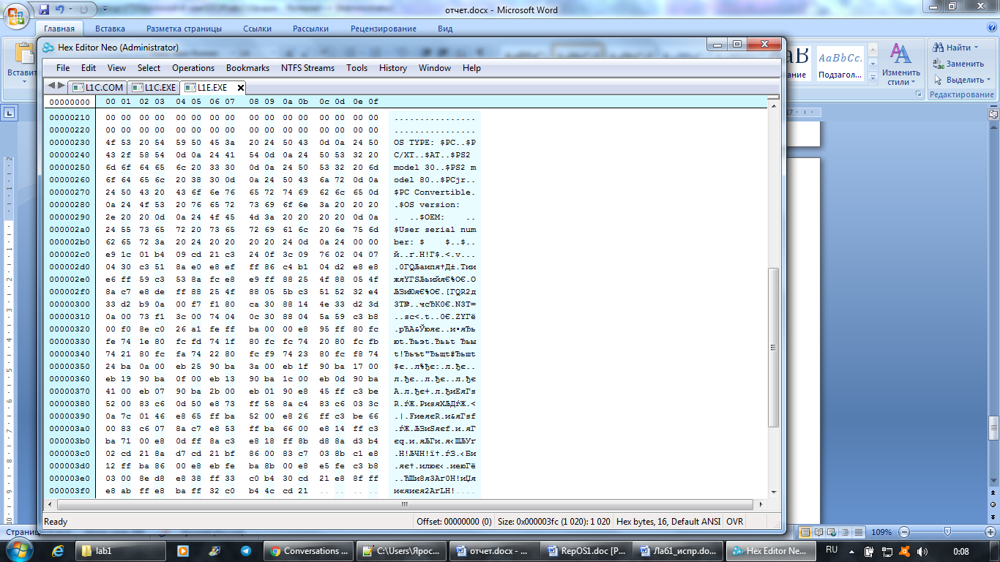 отчет.docx - Microsoft Word
Главная Вставка Разметка страницы Ссылки Рассылки Рецензирование Вид
Вставит
Hex Editor Neo (Administrator)
File Edit View Select Operations Bookmarks NTFS Streams Tools History Window Help
L1C.COM L1C.EXE L1E.EXE
AaBbCc
Подзагол...
Изменить стили
Найти
Заменить
Выделить
Редактирование
00000000 00 01 02 03 04 05 06 07 08 09 0a 0b 0c 0d 0e 0f
00000210 00 00 00 00 00 00 00 00 00 00 00 00 00 00 00 00 ................
00000220 00 00 00 00 00 00 00 00 00 00 00 00 00 00 00 00 ................
00000230 4f 53 20 54 59 50 45 3a 20 24 50 43 0d 0a 24 50 OS TYPE: $PC..$P
00000240 43 2f 58 54 0d 0a 24 41 54 0d 0a 24 50 53 32 20 C/XT..$AT..$PS2
00000250 6d 6f 64 65 6c 20 33 30 0d 0a 24 50 53 32 20 6d model 30..$PS2 m
00000260 6f 64 65 6c 20 38 30 0d 0a 24 50 43 6a 72 0d 0a odel 80..$PCjr..
00000270 24 50 43 20 43 6f 6e 76 65 72 74 69 62 6c 65 0d $PC Convertible.
00000280 0a 24 4f 53 20 76 65 72 73 69 6f 6e 3a 20 20 20 .$OS version:
00000290 2e 20 20 0d 0a 24 4f 45 4d 3a 20 20 20 20 0d 0a .  ..$OEM:    ..
000002a0 24 55 73 65 72 20 73 65 72 69 61 6c 20 6e 75 6d $User serial num
000002b0 62 65 72 3a 20 24 20 20 20 20 24 0d 0a 24 00 00 ber: $    $..$..
000002c0 e9 1c 01 b4 09 cd 21 c3 24 0f 3c 09 76 02 04 07 й..ґ.Н!Г$.<.v...
000002d0 04 30 c3 51 8a e0 e8 ef ff 86 c4 b1 04 d2 e8 e8 .0ГQЉаипя†Д±.Тии
000002e0 e6 ff 59 c3 53 8a fc e8 e9 ff 88 25 4f 88 05 4f жяYГSЉьийя€%O€.O
000002f0 8a c7 e8 de ff 88 25 4f 88 05 5b c3 51 52 32 e4 ЉЗиЮя€%O€.[ГQR2д
00000300 33 d2 b9 0a 00 f7 f1 80 ca 30 88 14 4e 33 d2 3d 3Т№..чсЂК0€.N3Т=
00000310 0a 00 73 f1 3c 00 74 04 0c 30 88 04 5a 59 c3 b8 ..sс<.t..0€.ZYГё
00000320 00 f0 8e c0 26 a1 fe ff ba 00 00 e8 95 ff 80 fc .рЋА&Ўюяє..и•яЂь
00000330 fe 74 1e 80 fc fd 74 1f 80 fc fc 74 20 80 fc fb юt.Ђьэt.Ђььt Ђьы
00000340 74 21 80 fc fa 74 22 80 fc f9 74 23 80 fc f8 74 t!Ђьъt"Ђьщt#Ђьшt
00000350 24 ba 0a 00 eb 25 90 ba 3a 00 eb 1f 90 ba 17 00 $є..л%ђє:.л.ђє..
00000360 eb 19 90 ba 0f 00 eb 13 90 ba 1c 00 eb 0d 90 ba л.ђє..л.ђє..л.ђє
00000370 41 00 eb 07 90 ba 2b 00 eb 01 90 e8 45 ff c3 be A.л.ђє+.л.ђиEяГѕ
00000380 52 00 83 c6 0d 50 e8 73 ff 58 8a c4 83 c6 03 3c R.ѓЖ.PиsяXЉДѓЖ.<
00000390 0a 7c 01 46 e8 65 ff ba 52 00 e8 26 ff c3 be 66 .|.FиeяєR.и&яГѕf
000003a0 00 83 c6 07 8a c7 e8 53 ff ba 66 00 e8 14 ff c3 .ѓЖ.ЉЗиSяєf.и.яГ
000003b0 ba 71 00 e8 0d ff 8a c3 e8 18 ff 8b d8 8a d3 b4 єq.и.яЉГи.я‹ШЉУґ
000003c0 02 cd 21 8a d7 cd 21 bf 86 00 83 c7 03 8b c1 e8 .Н!ЉЧН!ї†.ѓЗ.‹Би
000003d0 12 ff ba 86 00 e8 eb fe ba 8b 00 e8 e5 fe c3 b8 .яє†.илює‹.иеюГё
000003e0 03 00 8e d8 e8 38 ff 33 c0 b4 30 cd 21 e8 8f ff ..ЋШи8я3Аґ0Н!иЏя
000003f0 e8 ab ff e8 ba ff 32 c0 b4 4c cd 21 .. .. .. .. и«яиєя2АґLН!....
Ready Offset: 00000000 (0) Size: 0x000003fc (1 020): 1 020 Hex bytes, 16, Default ANSI OVR
109%
lab1 Conversations ... C:\Users\Ярос... отчет.docx - ... RepOS1.doc [Р... Лаб1_испр.do... Hex Editor Neo... RU 0:08